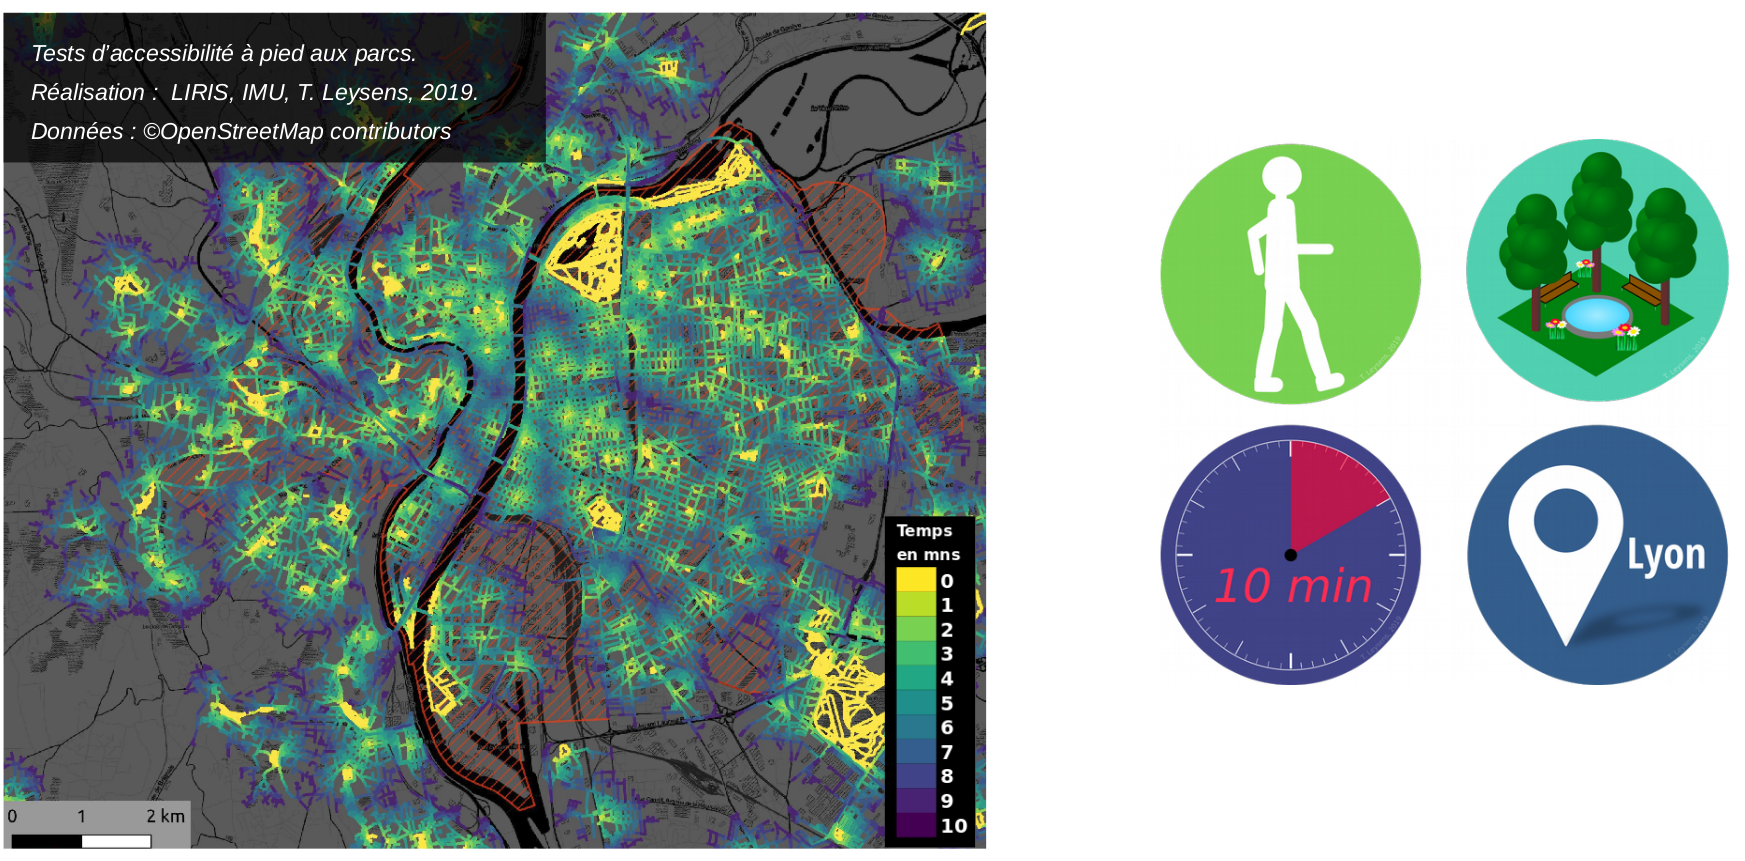 Tests d’accessibilité à pied aux parcs.
Réalisation :  LIRIS, IMU, T. Leysens, 2019.
Données : ©OpenStreetMap contributors
Temps
en mns
0
1
2
3
4
5
6
7
8
9
10
0 1 2 km
10 min
Lyon